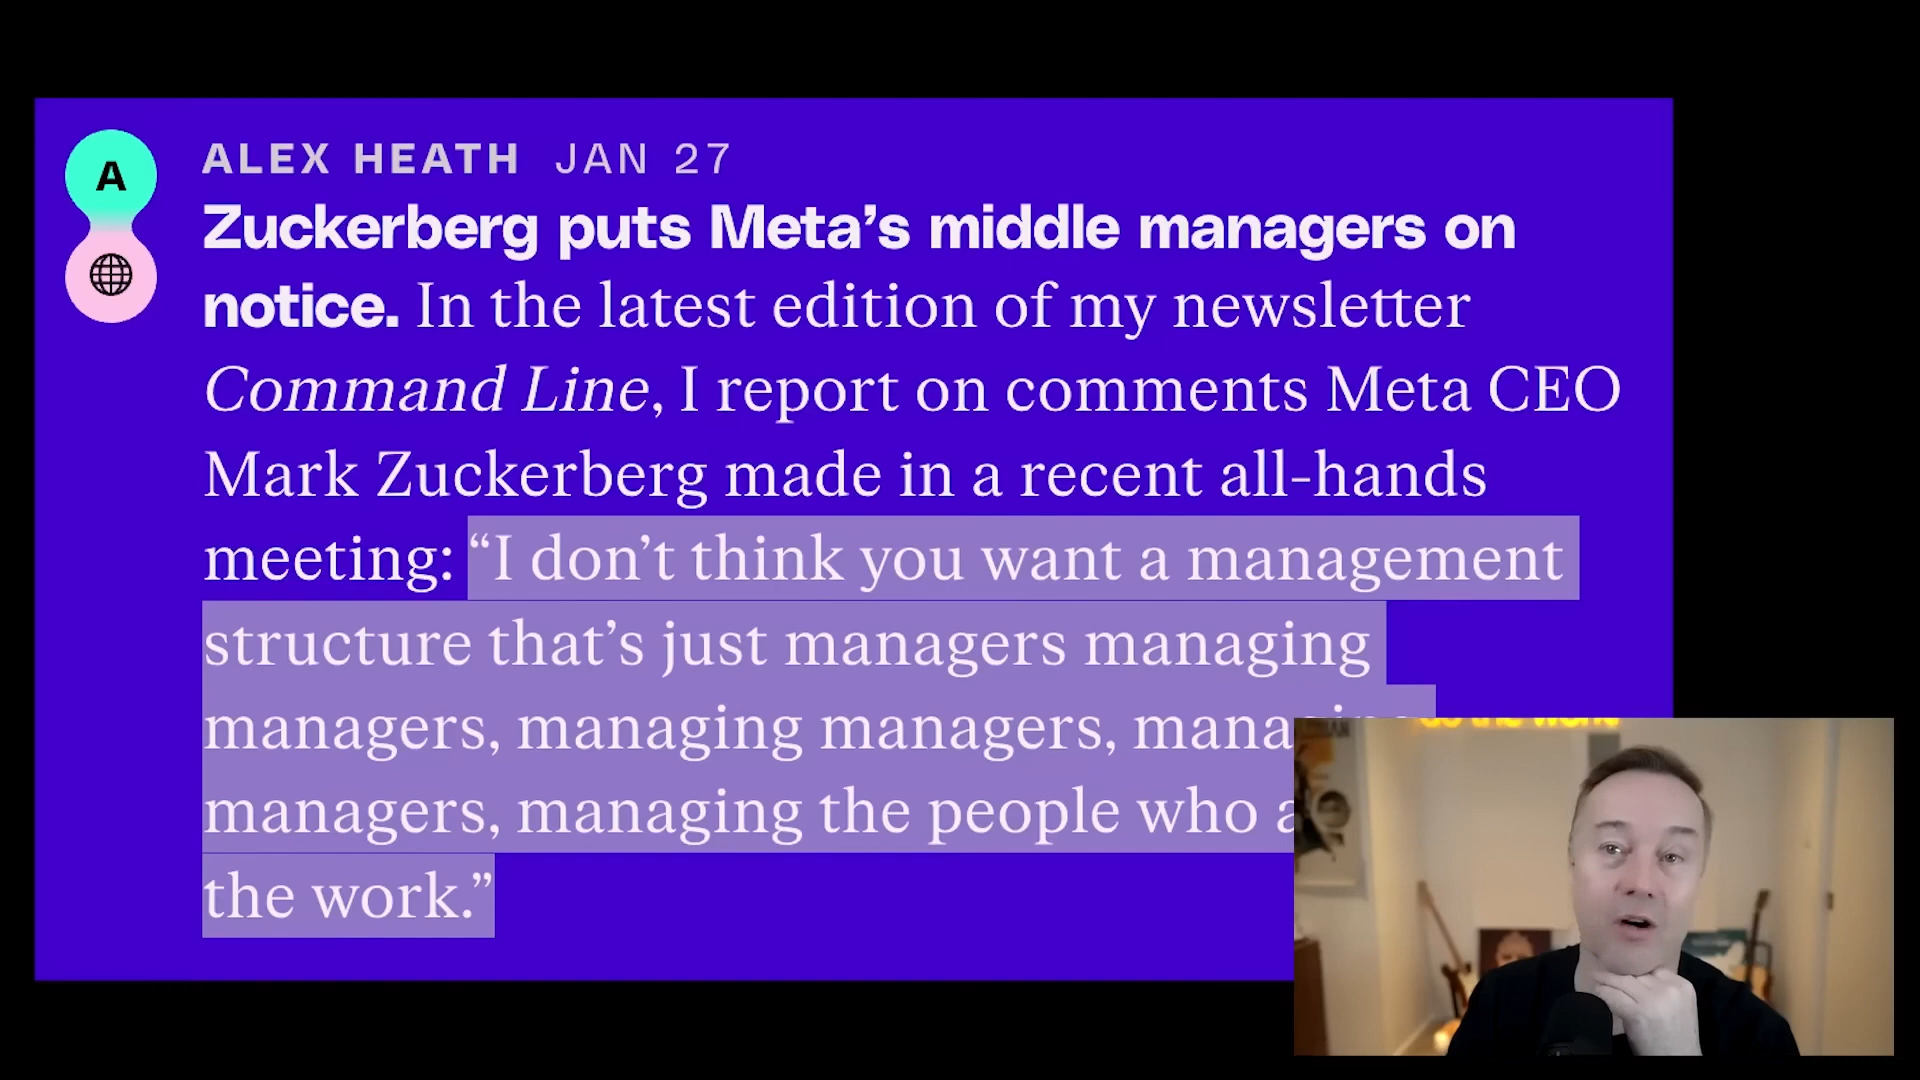 A
ALEX HEATH JAN 27
Zuckerberg puts Meta’s middle managers on
notice. In the latest edition of my newsletter
Command Line, I report on comments Meta CEO
Mark Zuckerberg made in a recent all-hands
meeting: “I don’t think you want a management
structure that’s just managers managing
managers, managing managers,
managers, managing the people who
the work.”